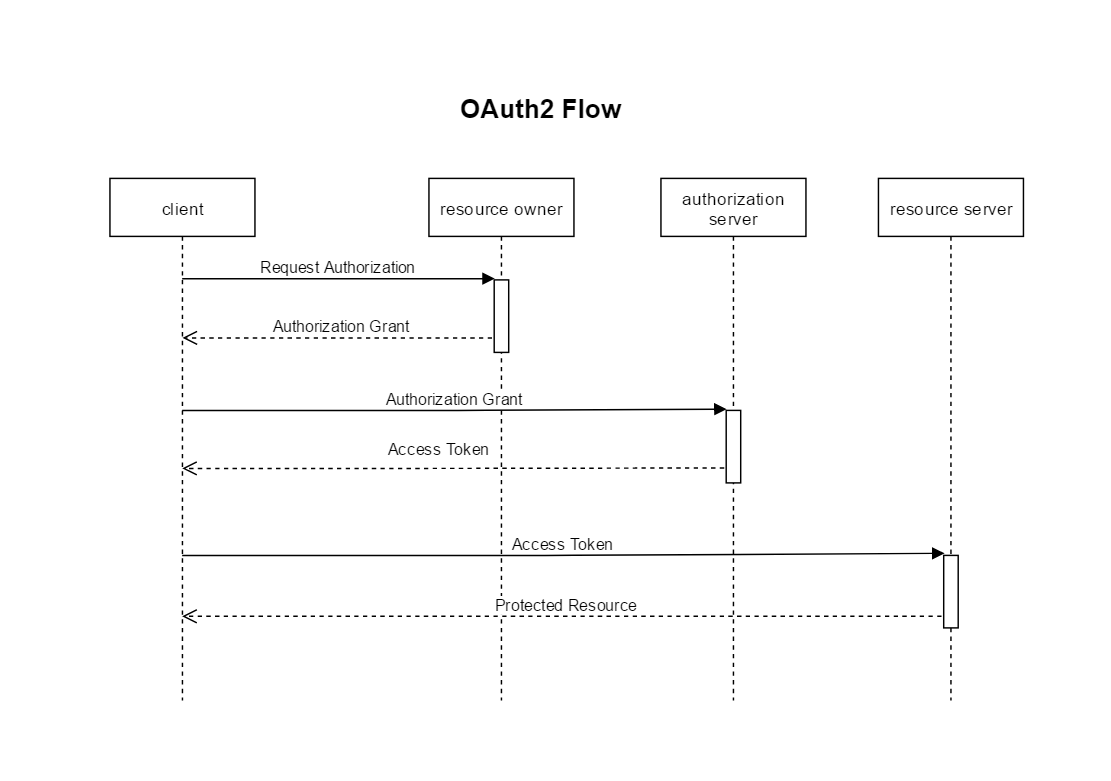 OAuth2 Flow
client
resource owner
authorization
server
resource server
Request Authorization
Authorization Grant
Authorization Grant
Access Token
Access Token
Protected Resource